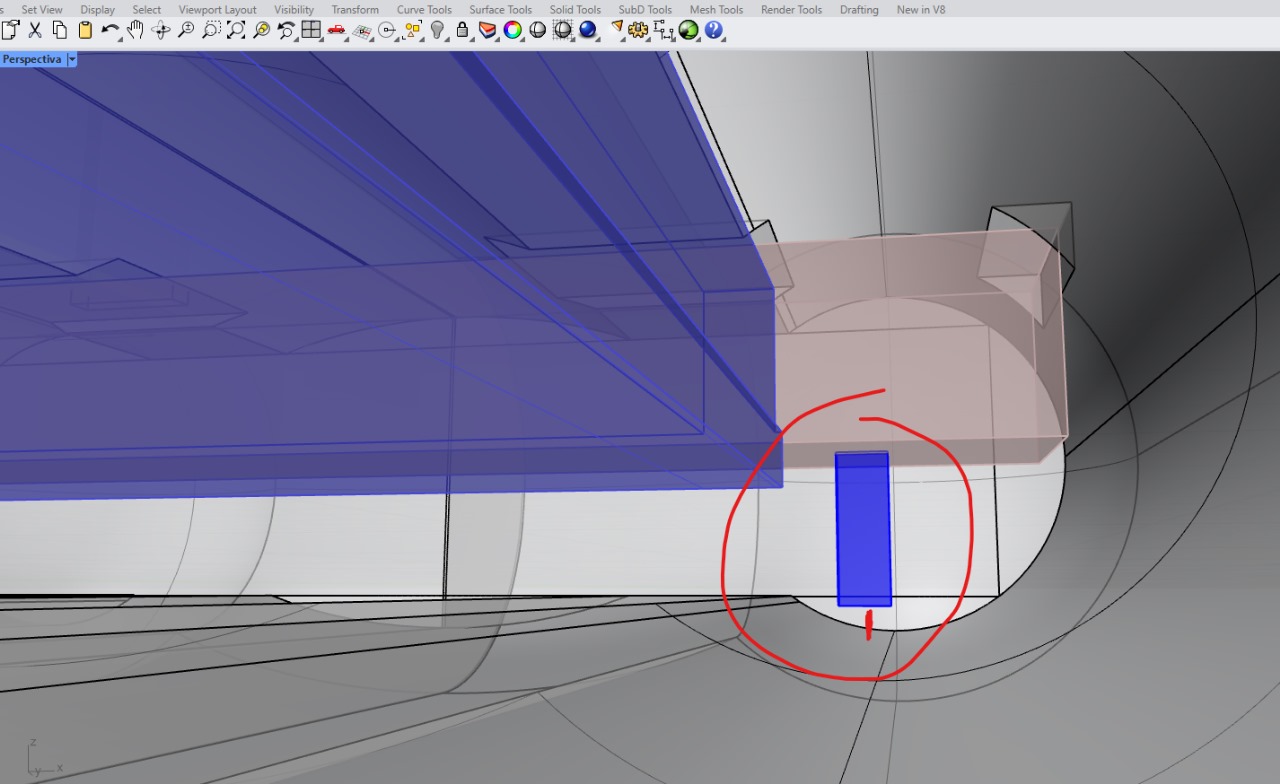 s Set View Display Select Viewport Layout Visibility Transform Curve Tools Surface Tools Solid Tools SubD Tools Mesh Tools Render Tools Drafting New in V8
Perspectiva
z
y x